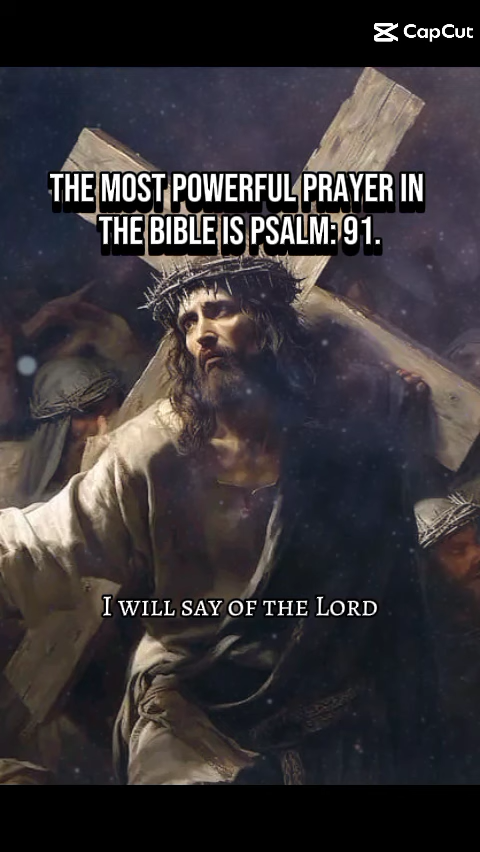 CapCut
THE MOST POWERFUL PRAYER IN
THE BIBLE IS PSALM: 91.
I WILL SAY OF THE LORD